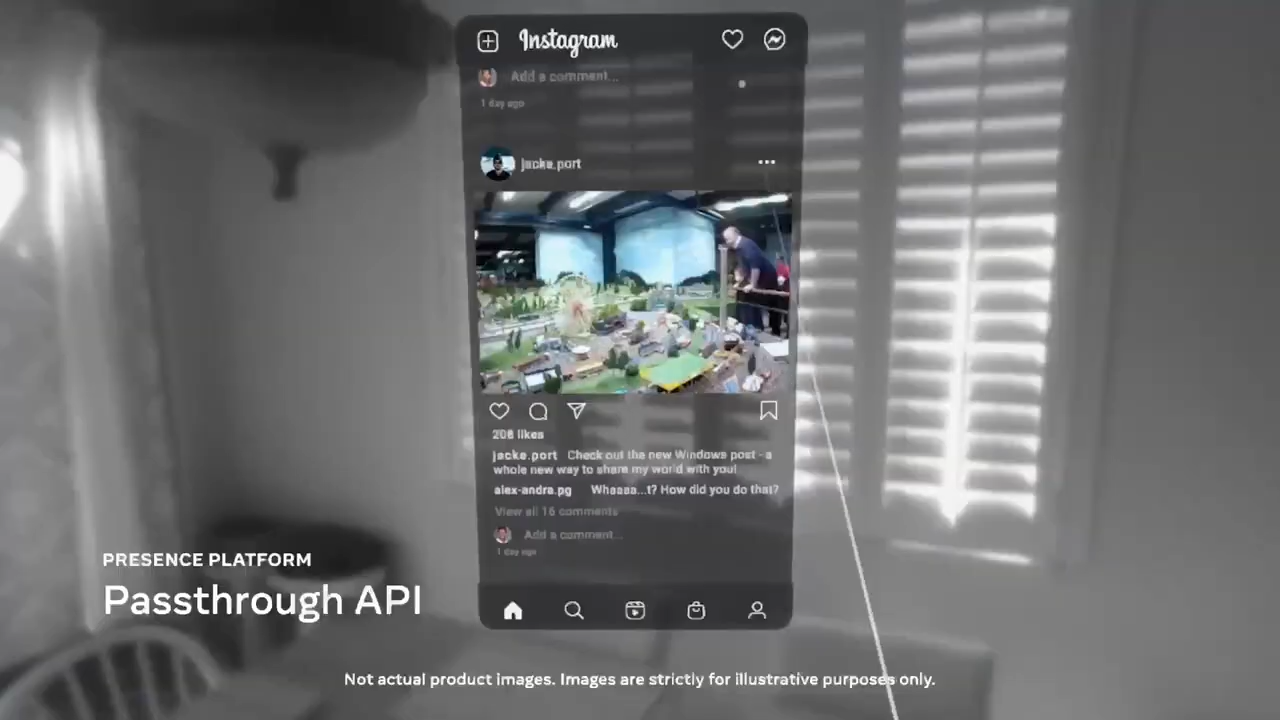 Instagram
Add a comment...
1 day ago
jacke.port
208 likes
jacke.port Check out the new Windows post - a
whole new way to share my world with you!
alex-andra.pg Whaaaa...t? How did you do that?
View all 16 comments
Add a comment...
1 day ago
PRESENCE PLATFORM
Passthrough API
Not actual product images. Images are strictly for illustrative purposes only.